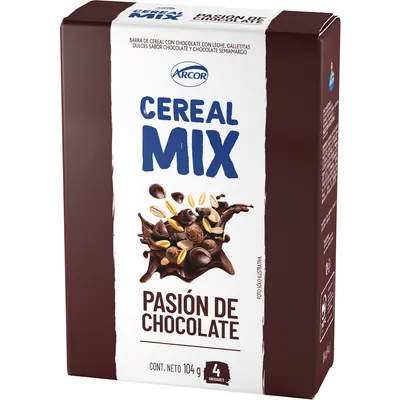 ARCOR
BARRA DE CEREAL CON CHOCOLATE CON LECHE, GALLETITAS
DULCES SABOR CHOCOLATE Y CHOCOLATE SEMIAMARGO
CEREAL
MIX
PASIÓN DE
CHOCOLATE
CONT. NETO 104 g
4
UNIDADES
FOTO SÓLO ILUSTRATIVA